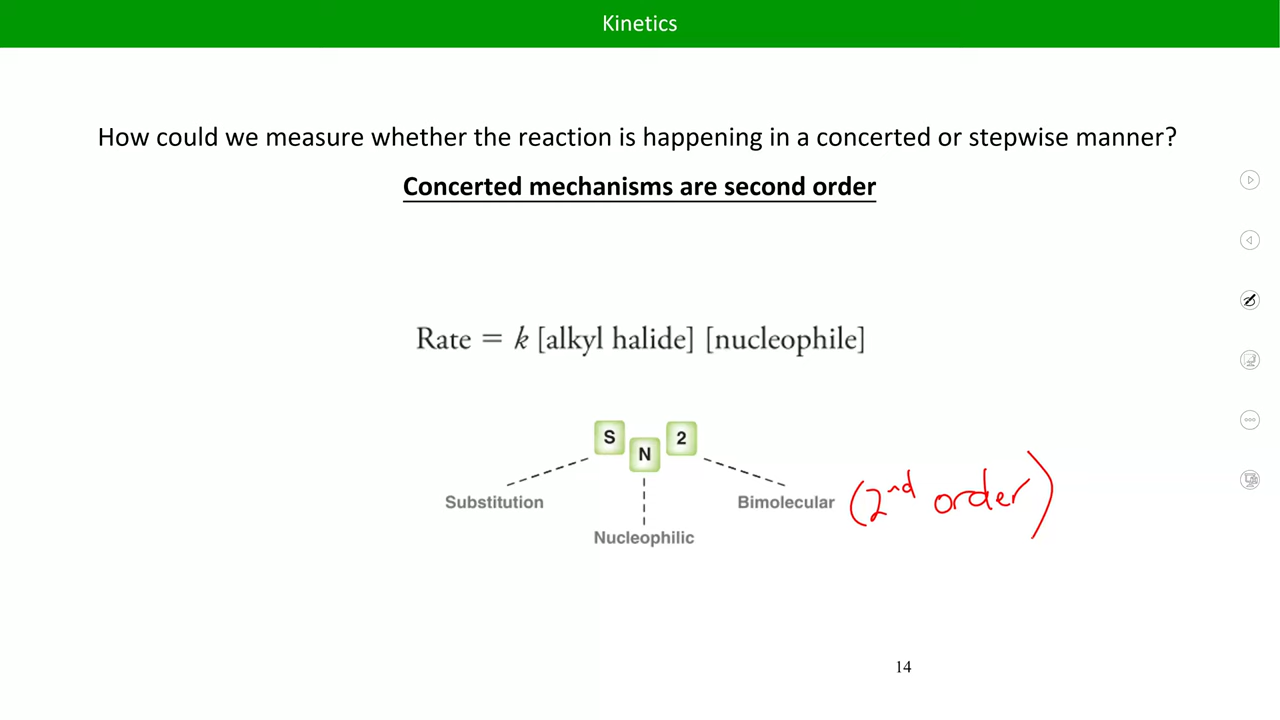 Kinetics
How could we measure whether the reaction is happening in a concerted or stepwise manner?
Concerted mechanisms are second order
Rate = k [alkyl halide] [nucleophile]
S N 2
Substitution
Bimolecular (2nd order)
Nucleophilic
14